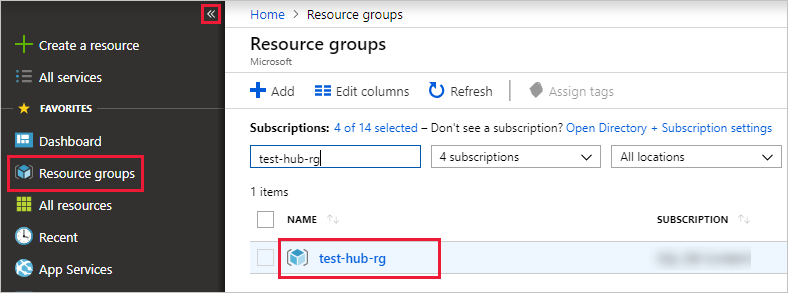 «
Create a resource
All services
FAVORITES
Dashboard
Resource groups
All resources
Recent
App Services
Home > Resource groups
Resource groups
Microsoft
Add Edit columns Refresh Assign tags
Subscriptions: 4 of 14 selected – Don't see a subscription? Open Directory + Subscription settings
test-hub-rg 4 subscriptions All locations
1 items
NAME SUBSCRIPTION
test-hub-rg